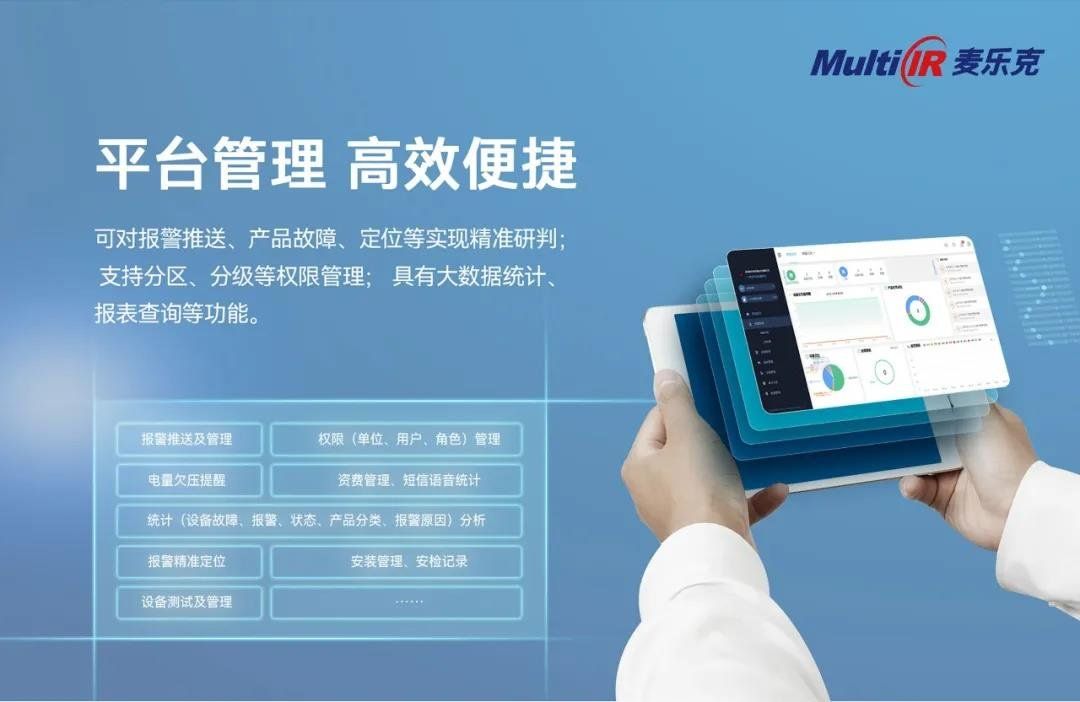 MultiIR 麦乐克
平台管理 高效便捷
可对报警推送、产品故障、定位等实现精准研判；
支持分区、分级等权限管理； 具有大数据统计、
报表查询等功能。
报警推送及管理
权限（单位、用户、角色）管理
电量欠压提醒
资费管理、短信语音统计
统计（设备故障、报警、状态、产品分类、报警原因）分析
报警精准定位
安装管理、安检记录
设备测试及管理
……